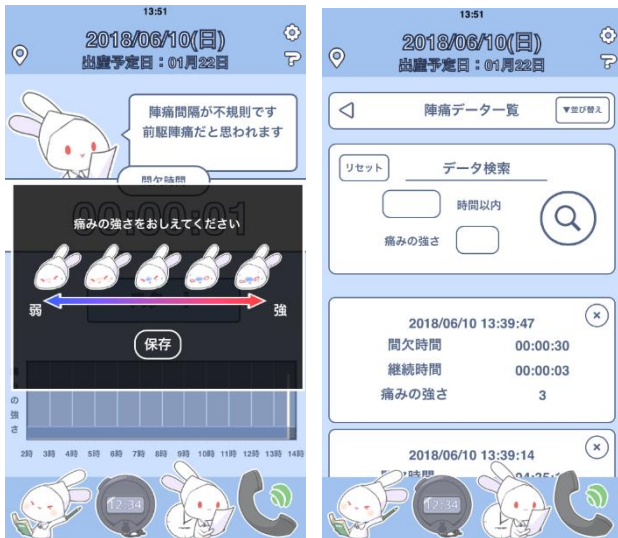 13:51
2018/06/10(日)
出産予定日：01月22日
陣痛間隔が不規則です
前駆陣痛だと思われます
間欠時間
00:00:01
痛みの強さをおしえてください
弱
強
保存
の
強
さ
2時 3時 4時 5時 6時 7時 8時 9時 10時 11時 12時 13時 14時
12:34
13:51
2018/06/10(日)
出産予定日：01月22日
陣痛データ一覧
▼並び替え
リセット
データ検索
時間以内
痛みの強さ
2018/06/10 13:39:47
間欠時間 00:00:30
継続時間 00:00:03
痛みの強さ 3
2018/06/10 13:39:14
12:34